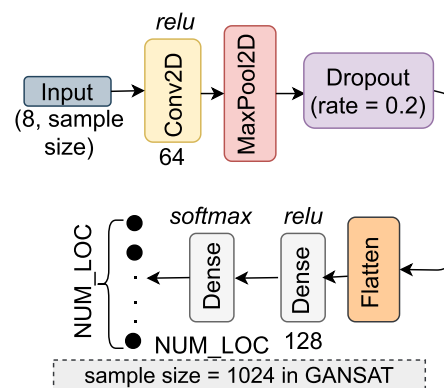 relu
Input
(8, sample
size)
Conv2D
64
MaxPool2D
Dropout
(rate = 0.2)
softmax
relu
NUM_LOC
Dense
Dense
Flatten
NUM_LOC
128
sample size = 1024 in GANSAT